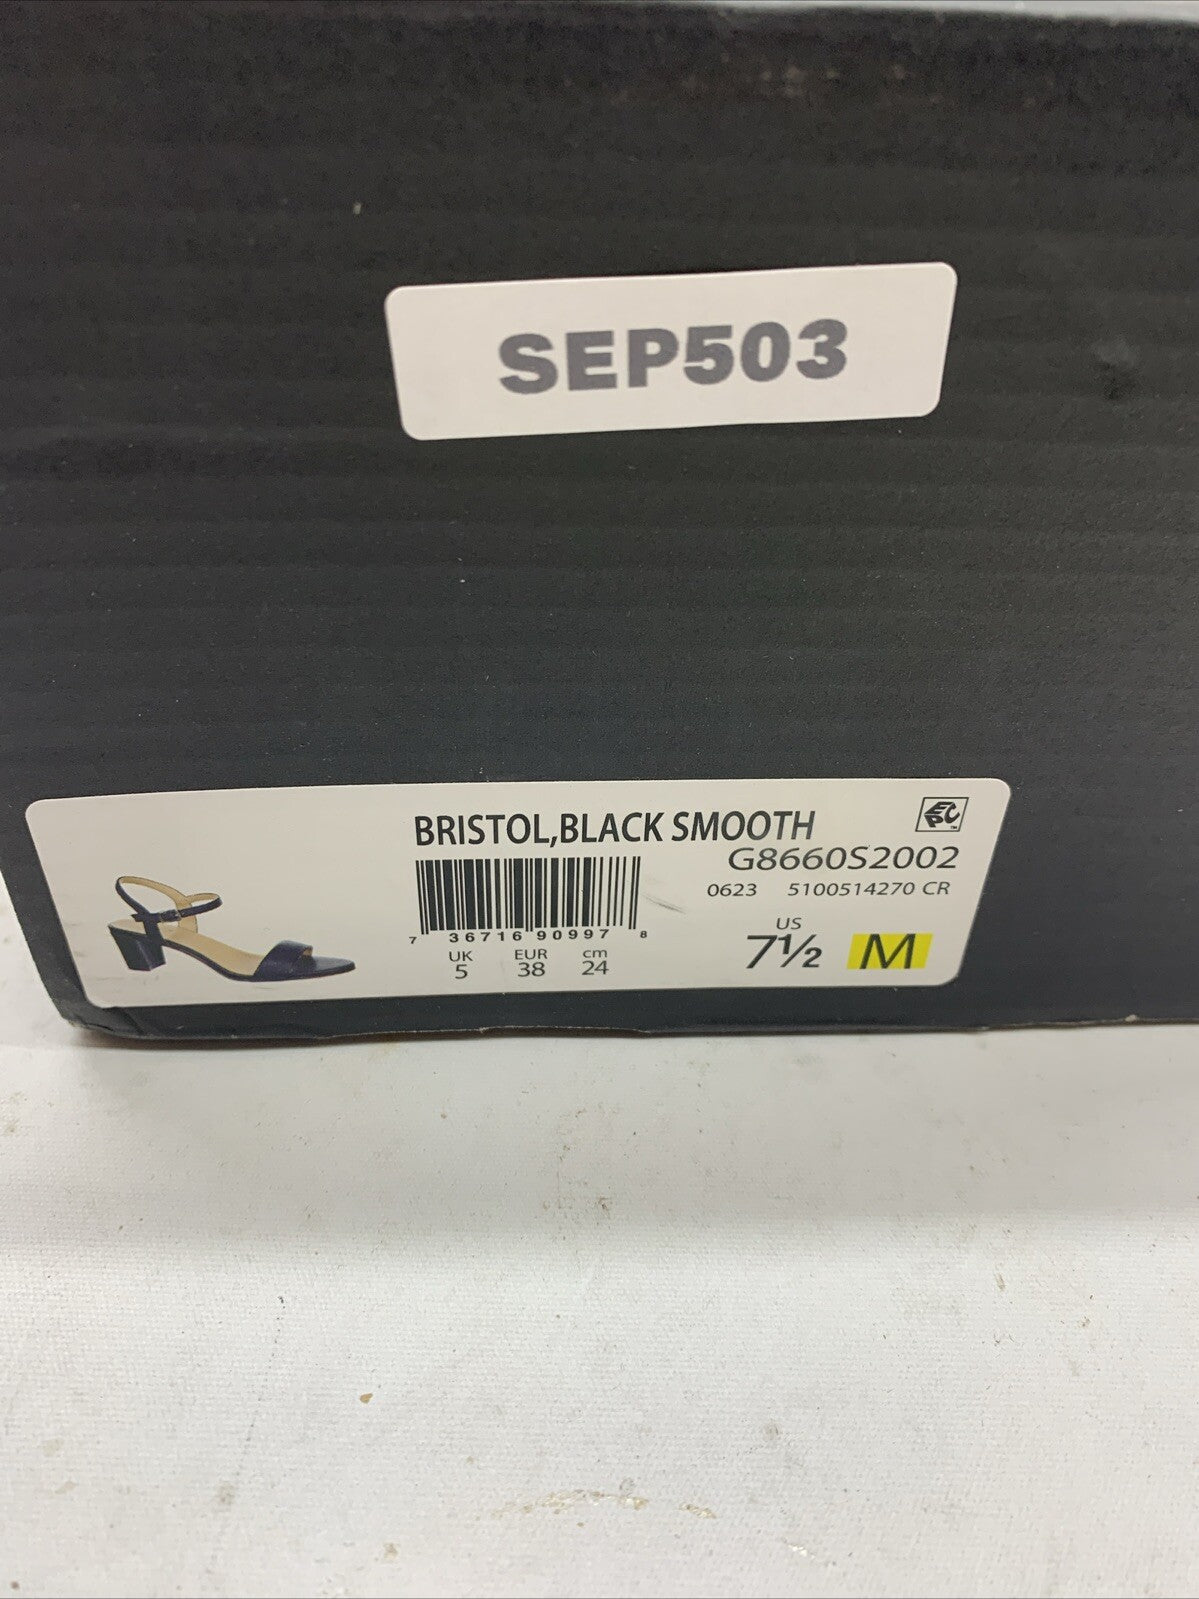 SEP503
BRISTOL,BLACK SMOOTH
G8660S2002
0623 5100514270 CR
7 36716 90997 8
UK EUR cm
5 38 24
US
7½ M